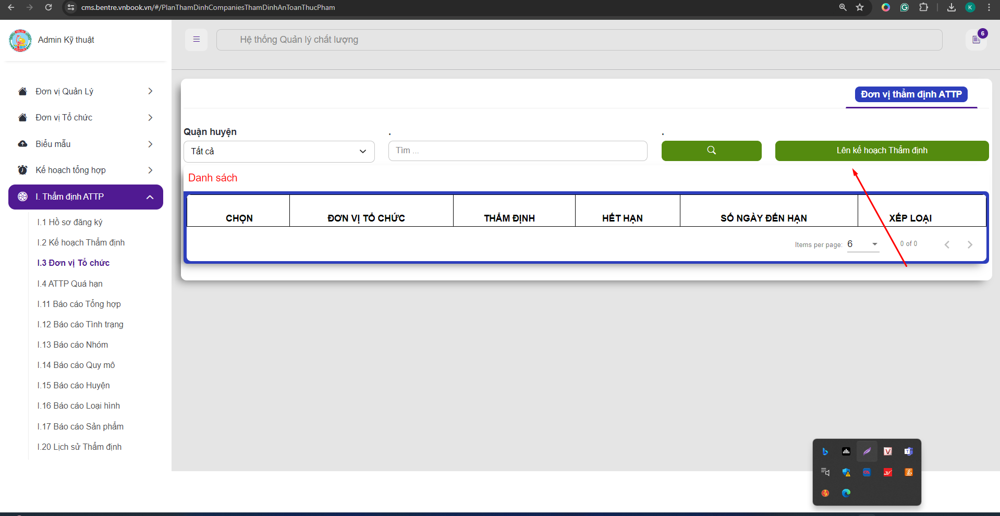 cms.bentre.vnbook.vn/#/PlanThamDinhCompaniesThamDinhAnToanThucPham
K
Admin Kỹ thuật
Hệ thống Quản lý chất lượng
6
Đơn vị Quản Lý
Đơn vị Tổ chức
Biểu mẫu
Kế hoạch tổng hợp
I. Thẩm định ATTP
I.1 Hồ sơ đăng ký
I.2 Kế hoạch Thẩm định
I.3 Đơn vị Tổ chức
I.4 ATTP Quá hạn
I.11 Báo cáo Tổng hợp
I.12 Báo cáo Tình trạng
I.13 Báo cáo Nhóm
I.14 Báo cáo Quy mô
I.15 Báo cáo Huyện
I.16 Báo cáo Loại hình
I.17 Báo cáo Sản phẩm
I.20 Lịch sử Thẩm định
Đơn vị thẩm định ATTP
Quận huyện . .
Tất cả Tìm ... Lên kế hoạch Thẩm định
Danh sách
CHỌN ĐƠN VỊ TỔ CHỨC THẨM ĐỊNH HẾT HẠN SỐ NGÀY ĐẾN HẠN XẾP LOẠI
Items per page: 6 0 of 0